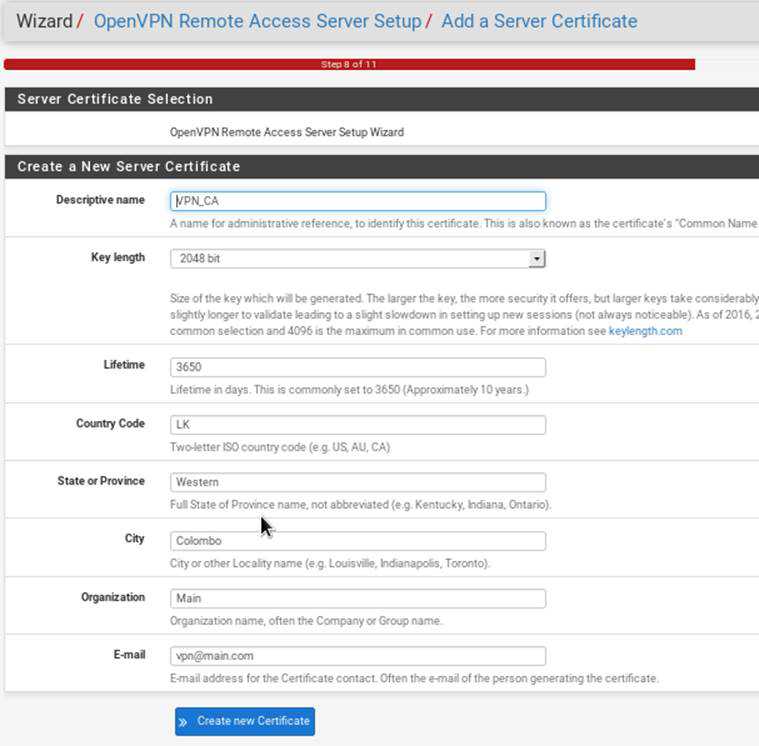 Wizard / OpenVPN Remote Access Server Setup / Add a Server Certificate
Step 8 of 11
Server Certificate Selection
OpenVPN Remote Access Server Setup Wizard
Create a New Server Certificate
Descriptive name
VPN_CA
A name for administrative reference, to identify this certificate. This is also known as the certificate's "Common Name
Key length
2048 bit
Size of the key which will be generated. The larger the key, the more security it offers, but larger keys take considerably
slightly longer to validate leading to a slight slowdown in setting up new sessions (not always noticeable). As of 2016, 2
common selection and 4096 is the maximum in common use. For more information see keylength.com
Lifetime
3650
Lifetime in days. This is commonly set to 3650 (Approximately 10 years.)
Country Code
LK
Two-letter ISO country code (e.g. US, AU, CA)
State or Province
Western
Full State of Province name, not abbreviated (e.g. Kentucky, Indiana, Ontario).
City
Colombo
City or other Locality name (e.g. Louisville, Indianapolis, Toronto).
Organization
Main
Organization name, often the Company or Group name.
E-mail
vpn@main.com
E-mail address for the Certificate contact. Often the e-mail of the person generating the certificate.
» Create new Certificate